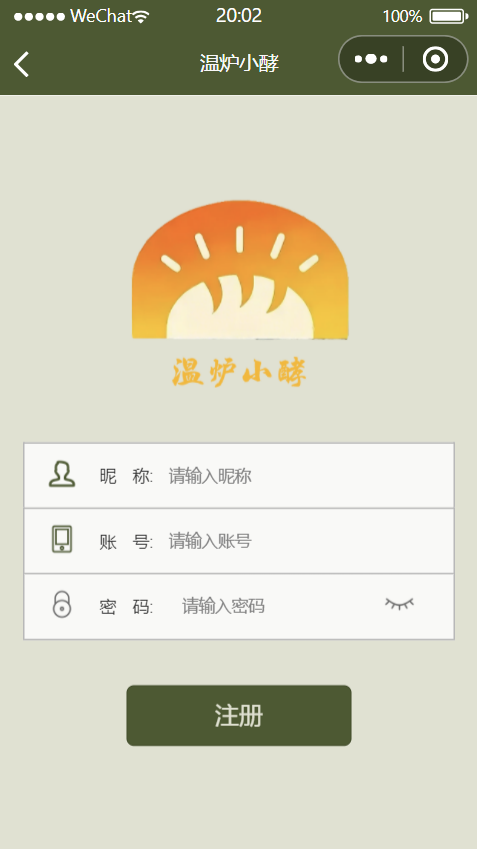 ●●●●● WeChat 20:02 100%
温炉小酵
温炉小酵
昵 称: 请输入昵称
账 号: 请输入账号
密 码: 请输入密码
注册